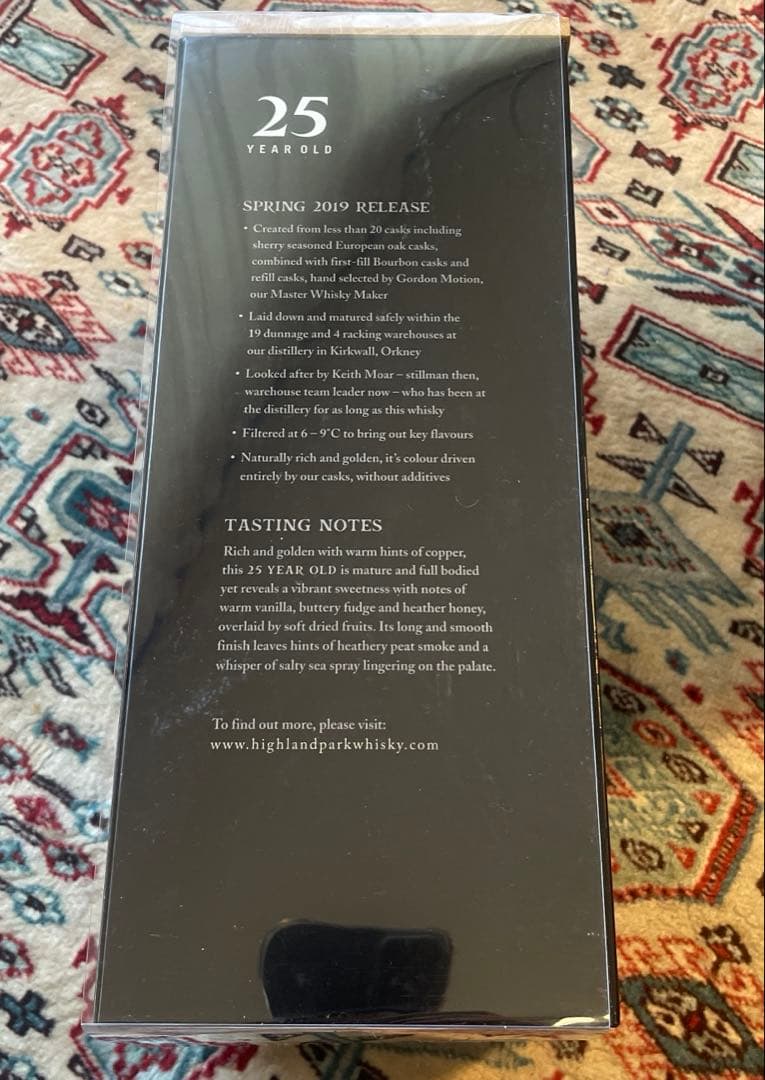 25
YEAR OLD
SPRING 2019 RELEASE
• Created from less than 20 casks including
sherry seasoned European oak casks,
combined with first-fill Bourbon casks and
refill casks, hand selected by Gordon Motion,
our Master Whisky Maker
• Laid down and matured safely within the
19 dunnage and 4 racking warehouses at
our distillery in Kirkwall, Orkney
• Looked after by Keith Moar – stillman then,
warehouse team leader now – who has been at
the distillery for as long as this whisky
• Filtered at 6 – 9°C to bring out key flavours
• Naturally rich and golden, it's colour driven
entirely by our casks, without additives
TASTING NOTES
Rich and golden with warm hints of copper,
this 25 YEAR OLD is mature and full bodied
yet reveals a vibrant sweetness with notes of
warm vanilla, buttery fudge and heather honey,
overlaid by soft dried fruits. Its long and smooth
finish leaves hints of heathery peat smoke and a
whisper of salty sea spray lingering on the palate.
To find out more, please visit:
www.highlandparkwhisky.com